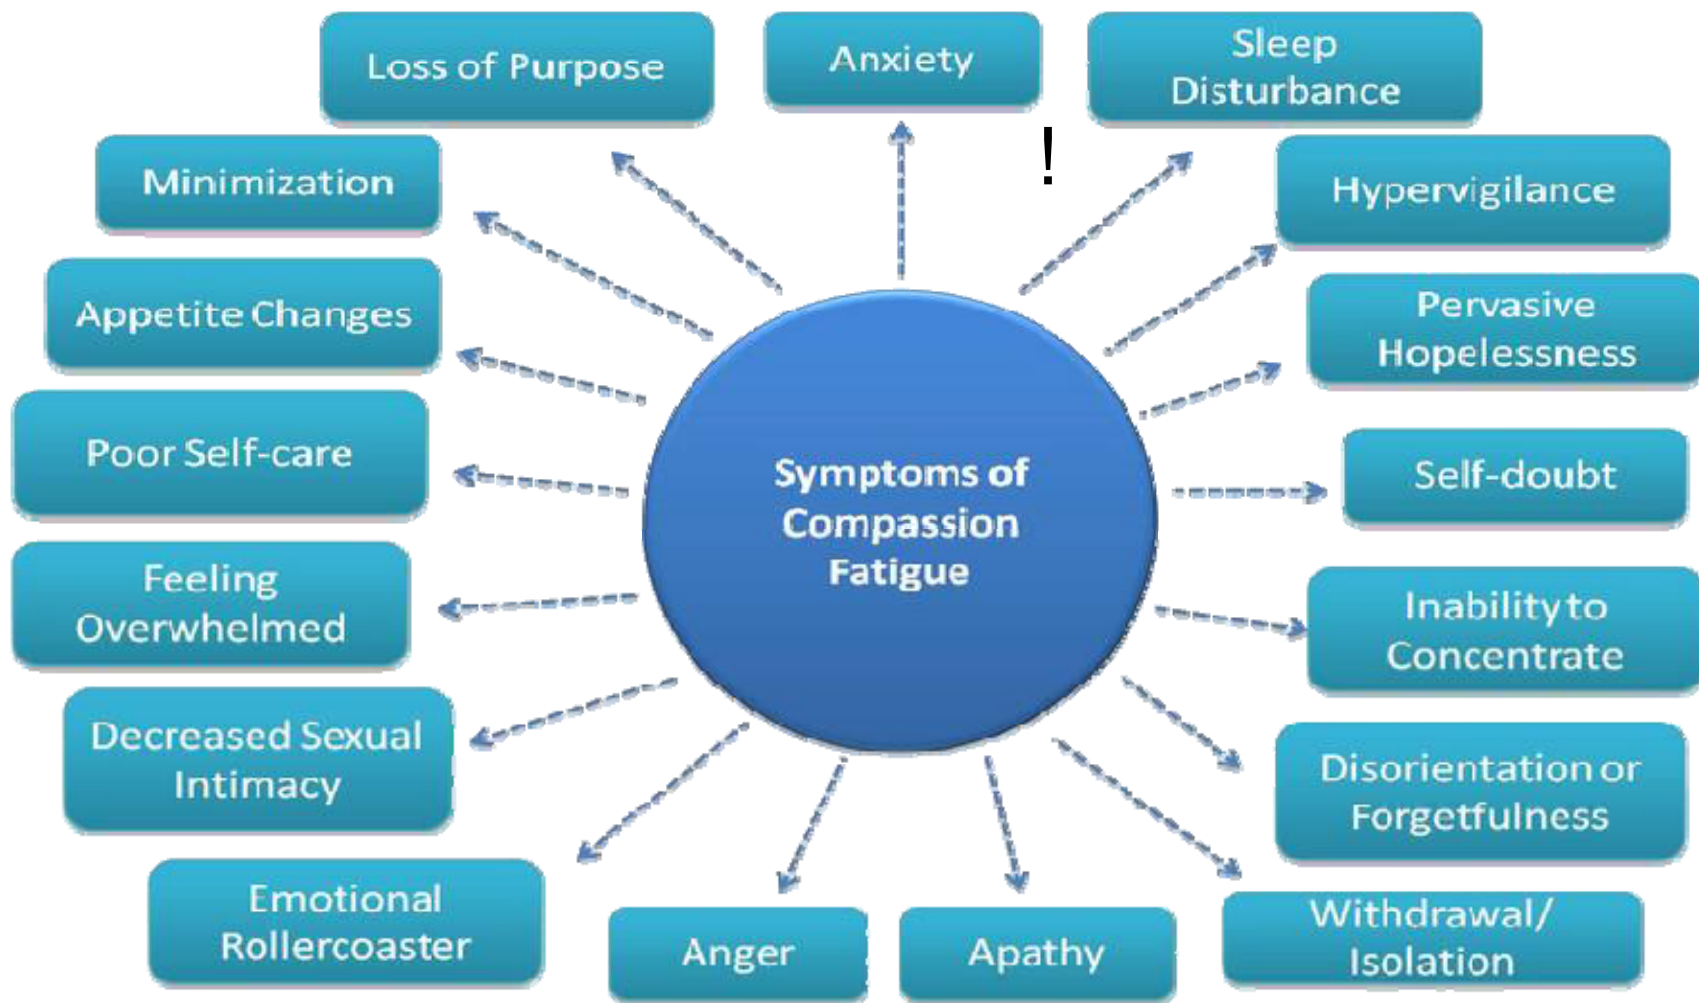 Loss of Purpose
Anxiety
Sleep
Disturbance
!
Minimization
Hypervigilance
Appetite Changes
Pervasive
Hopelessness
Poor Self-care
Symptoms of
Compassion
Fatigue
Self-doubt
Feeling
Overwhelmed
Inability to
Concentrate
Decreased Sexual
Intimacy
Disorientation or
Forgetfulness
Emotional
Rollercoaster
Anger
Apathy
Withdrawal/
Isolation